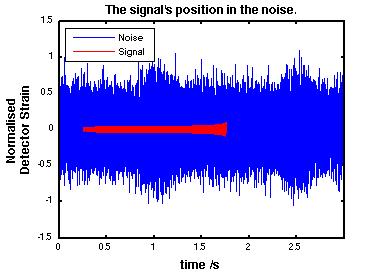 The signal's position in the noise.
Noise
Signal
Normalised
Detector Strain
1.5
1
0.5
0
-0.5
-1
-1.5
0
0.5
1
1.5
2
2.5
time /s